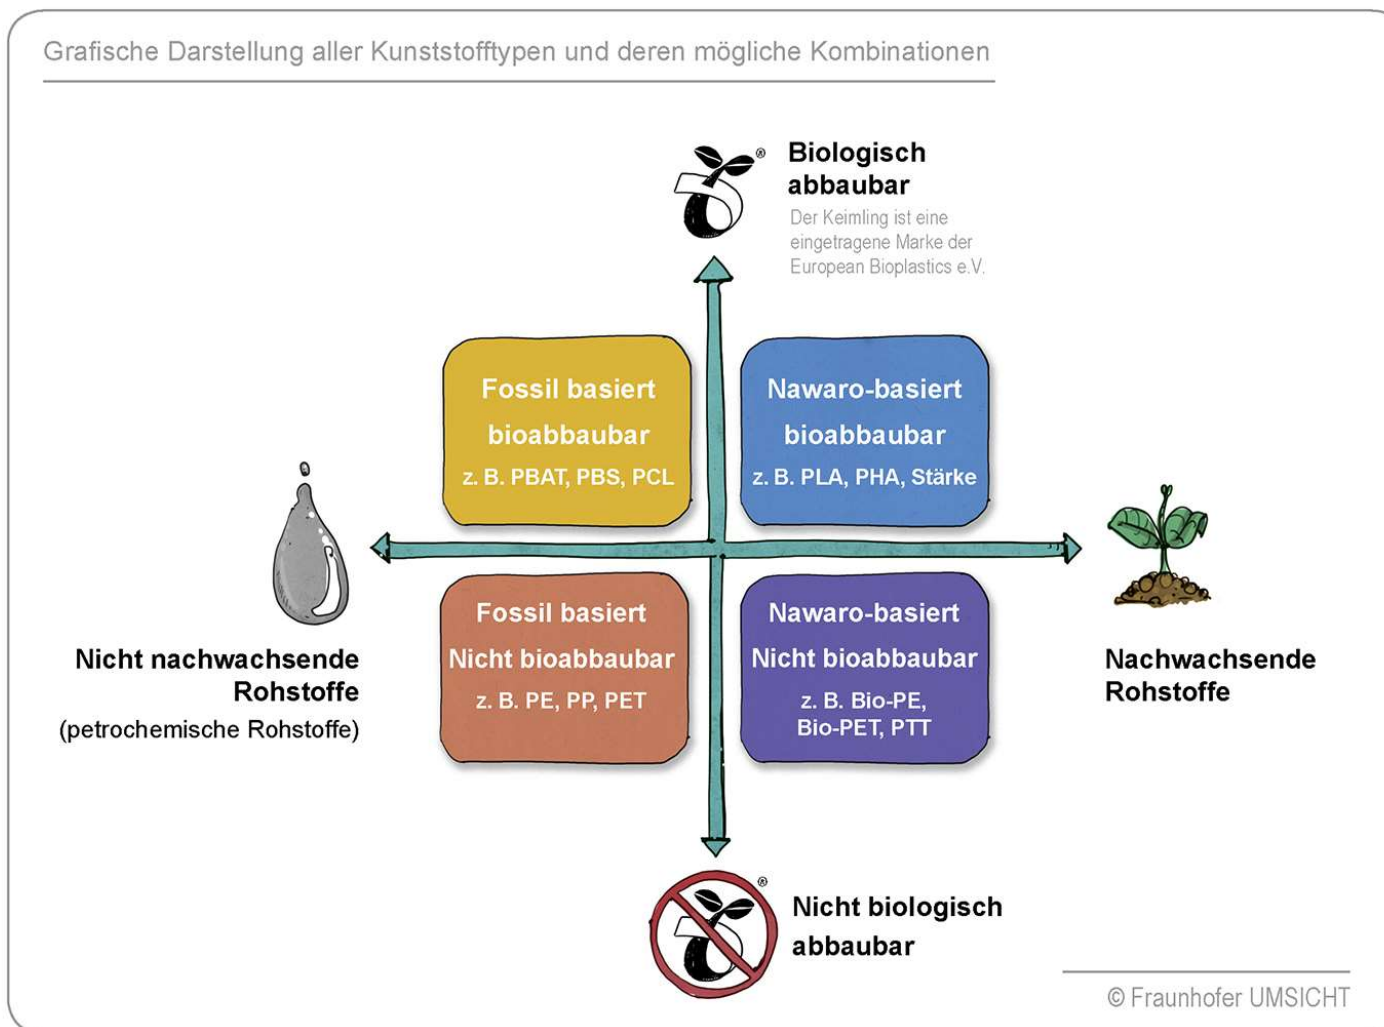 Grafische Darstellung aller Kunststofftypen und deren mögliche Kombinationen
®
Biologisch
abbaubar
Der Keimling ist eine
eingetragene Marke der
European Bioplastics e.V.
Fossil basiert
bioabbaubar
z. B. PBAT, PBS, PCL
Nawaro-basiert
bioabbaubar
z. B. PLA, PHA, Stärke
Nicht nachwachsende
Rohstoffe
(petrochemische Rohstoffe)
Fossil basiert
Nicht bioabbaubar
z. B. PE, PP, PET
Nawaro-basiert
Nicht bioabbaubar
z. B. Bio-PE,
Bio-PET, PTT
Nachwachsende
Rohstoffe
®
Nicht biologisch
abbaubar
© Fraunhofer UMSICHT